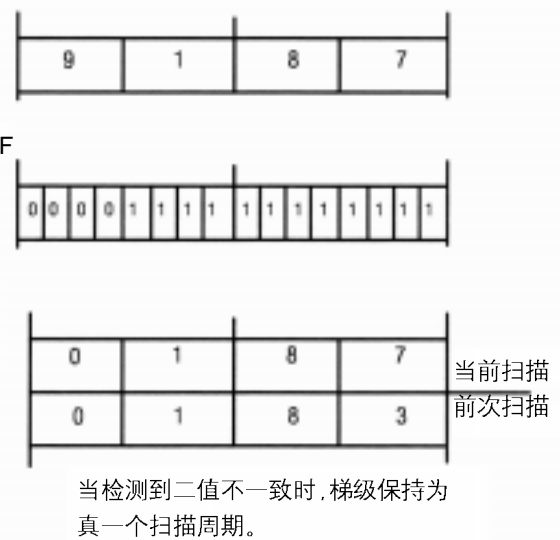 9 1 8 7
F
0 0 0 0 1 1 1 1 1 1 1 1 1 1 1 1
0 1 8 7
当前扫描
0 1 8 3
前次扫描
当检测到二值不一致时,梯级保持为
真一个扫描周期。